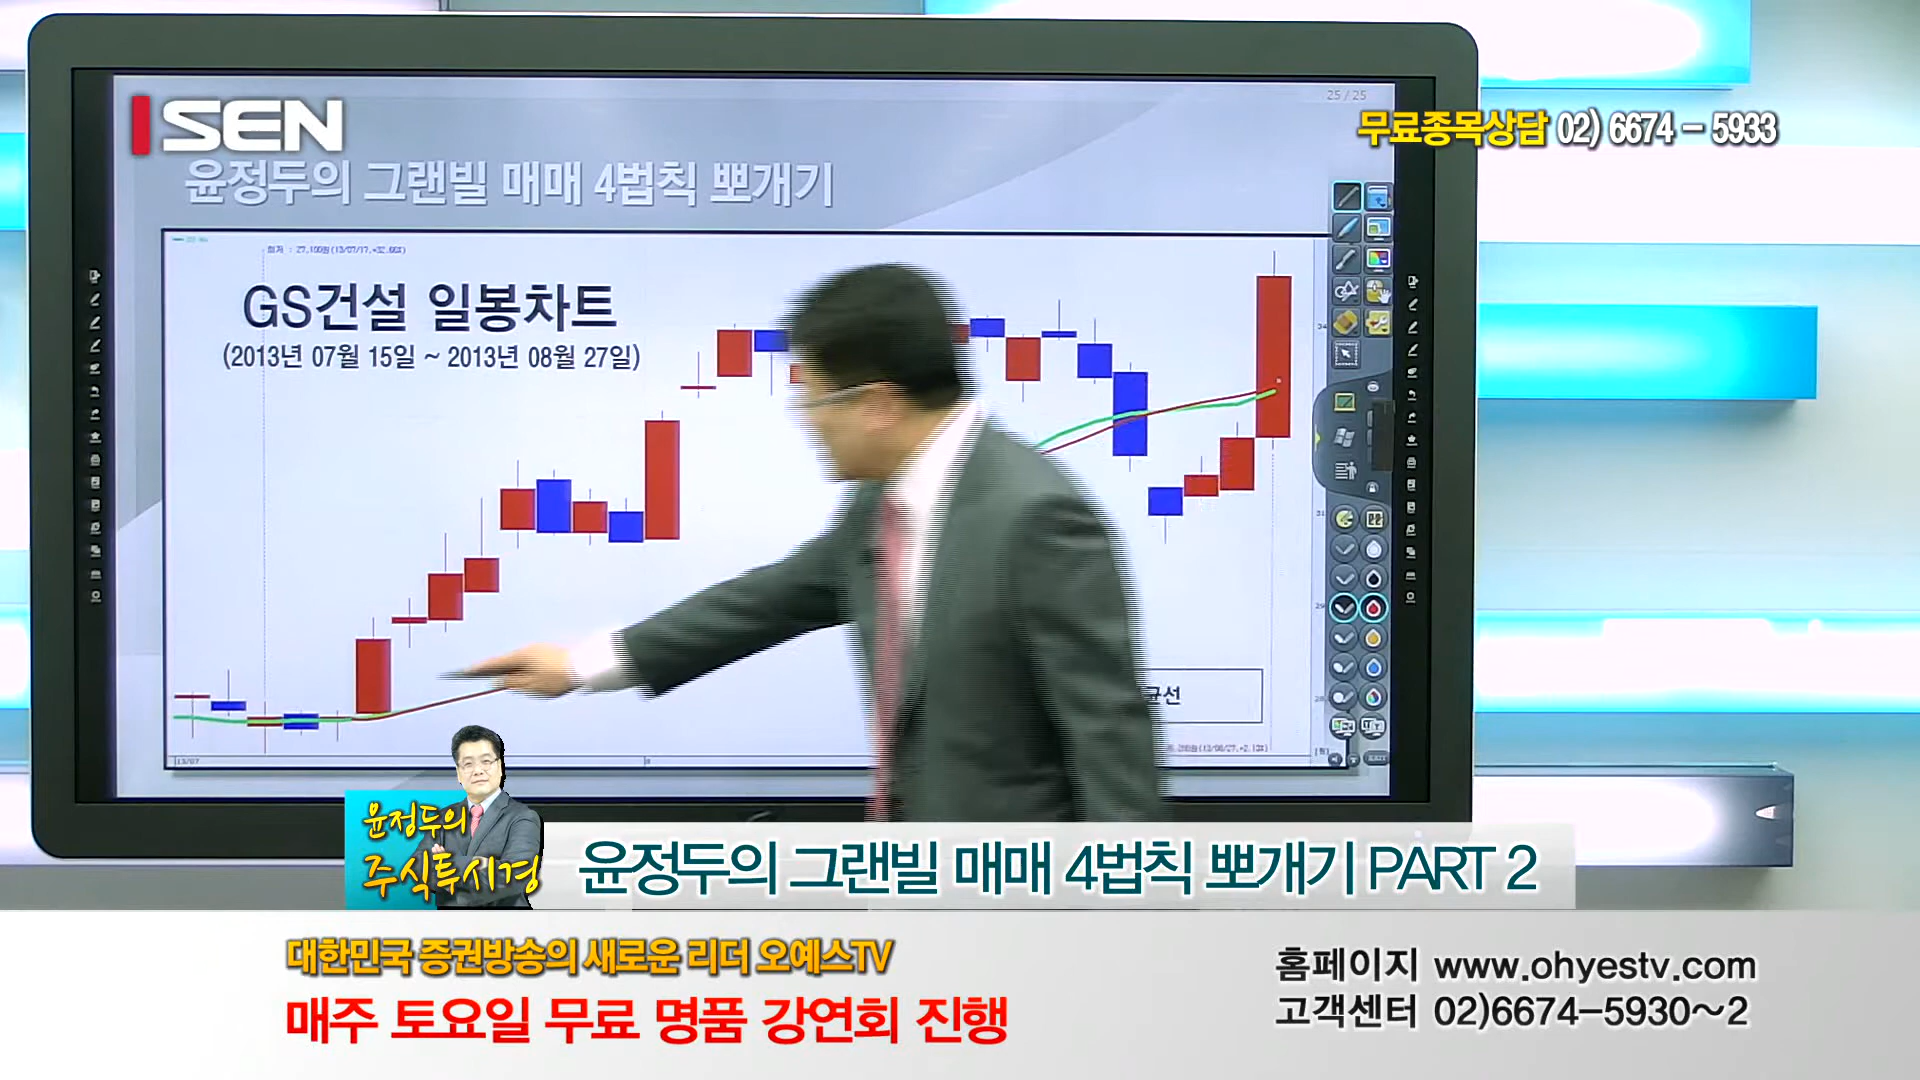 SEN
25 / 25
무료종목상담 02) 6674 - 5933
윤정두의 그랜빌 매매 4법칙 뽀개기
GS건설 일봉차트
(2013년 07월 15일 ~ 2013년 08월 27일)
균선
13/07
윤정두의
주식투시경
윤정두의 그랜빌 매매 4법칙 뽀개기 PART 2
대한민국 증권방송의 새로운 리더 오예스TV
매주 토요일 무료 명품 강연회 진행
홈페이지 www.ohyestv.com
고객센터 02)6674-5930~2